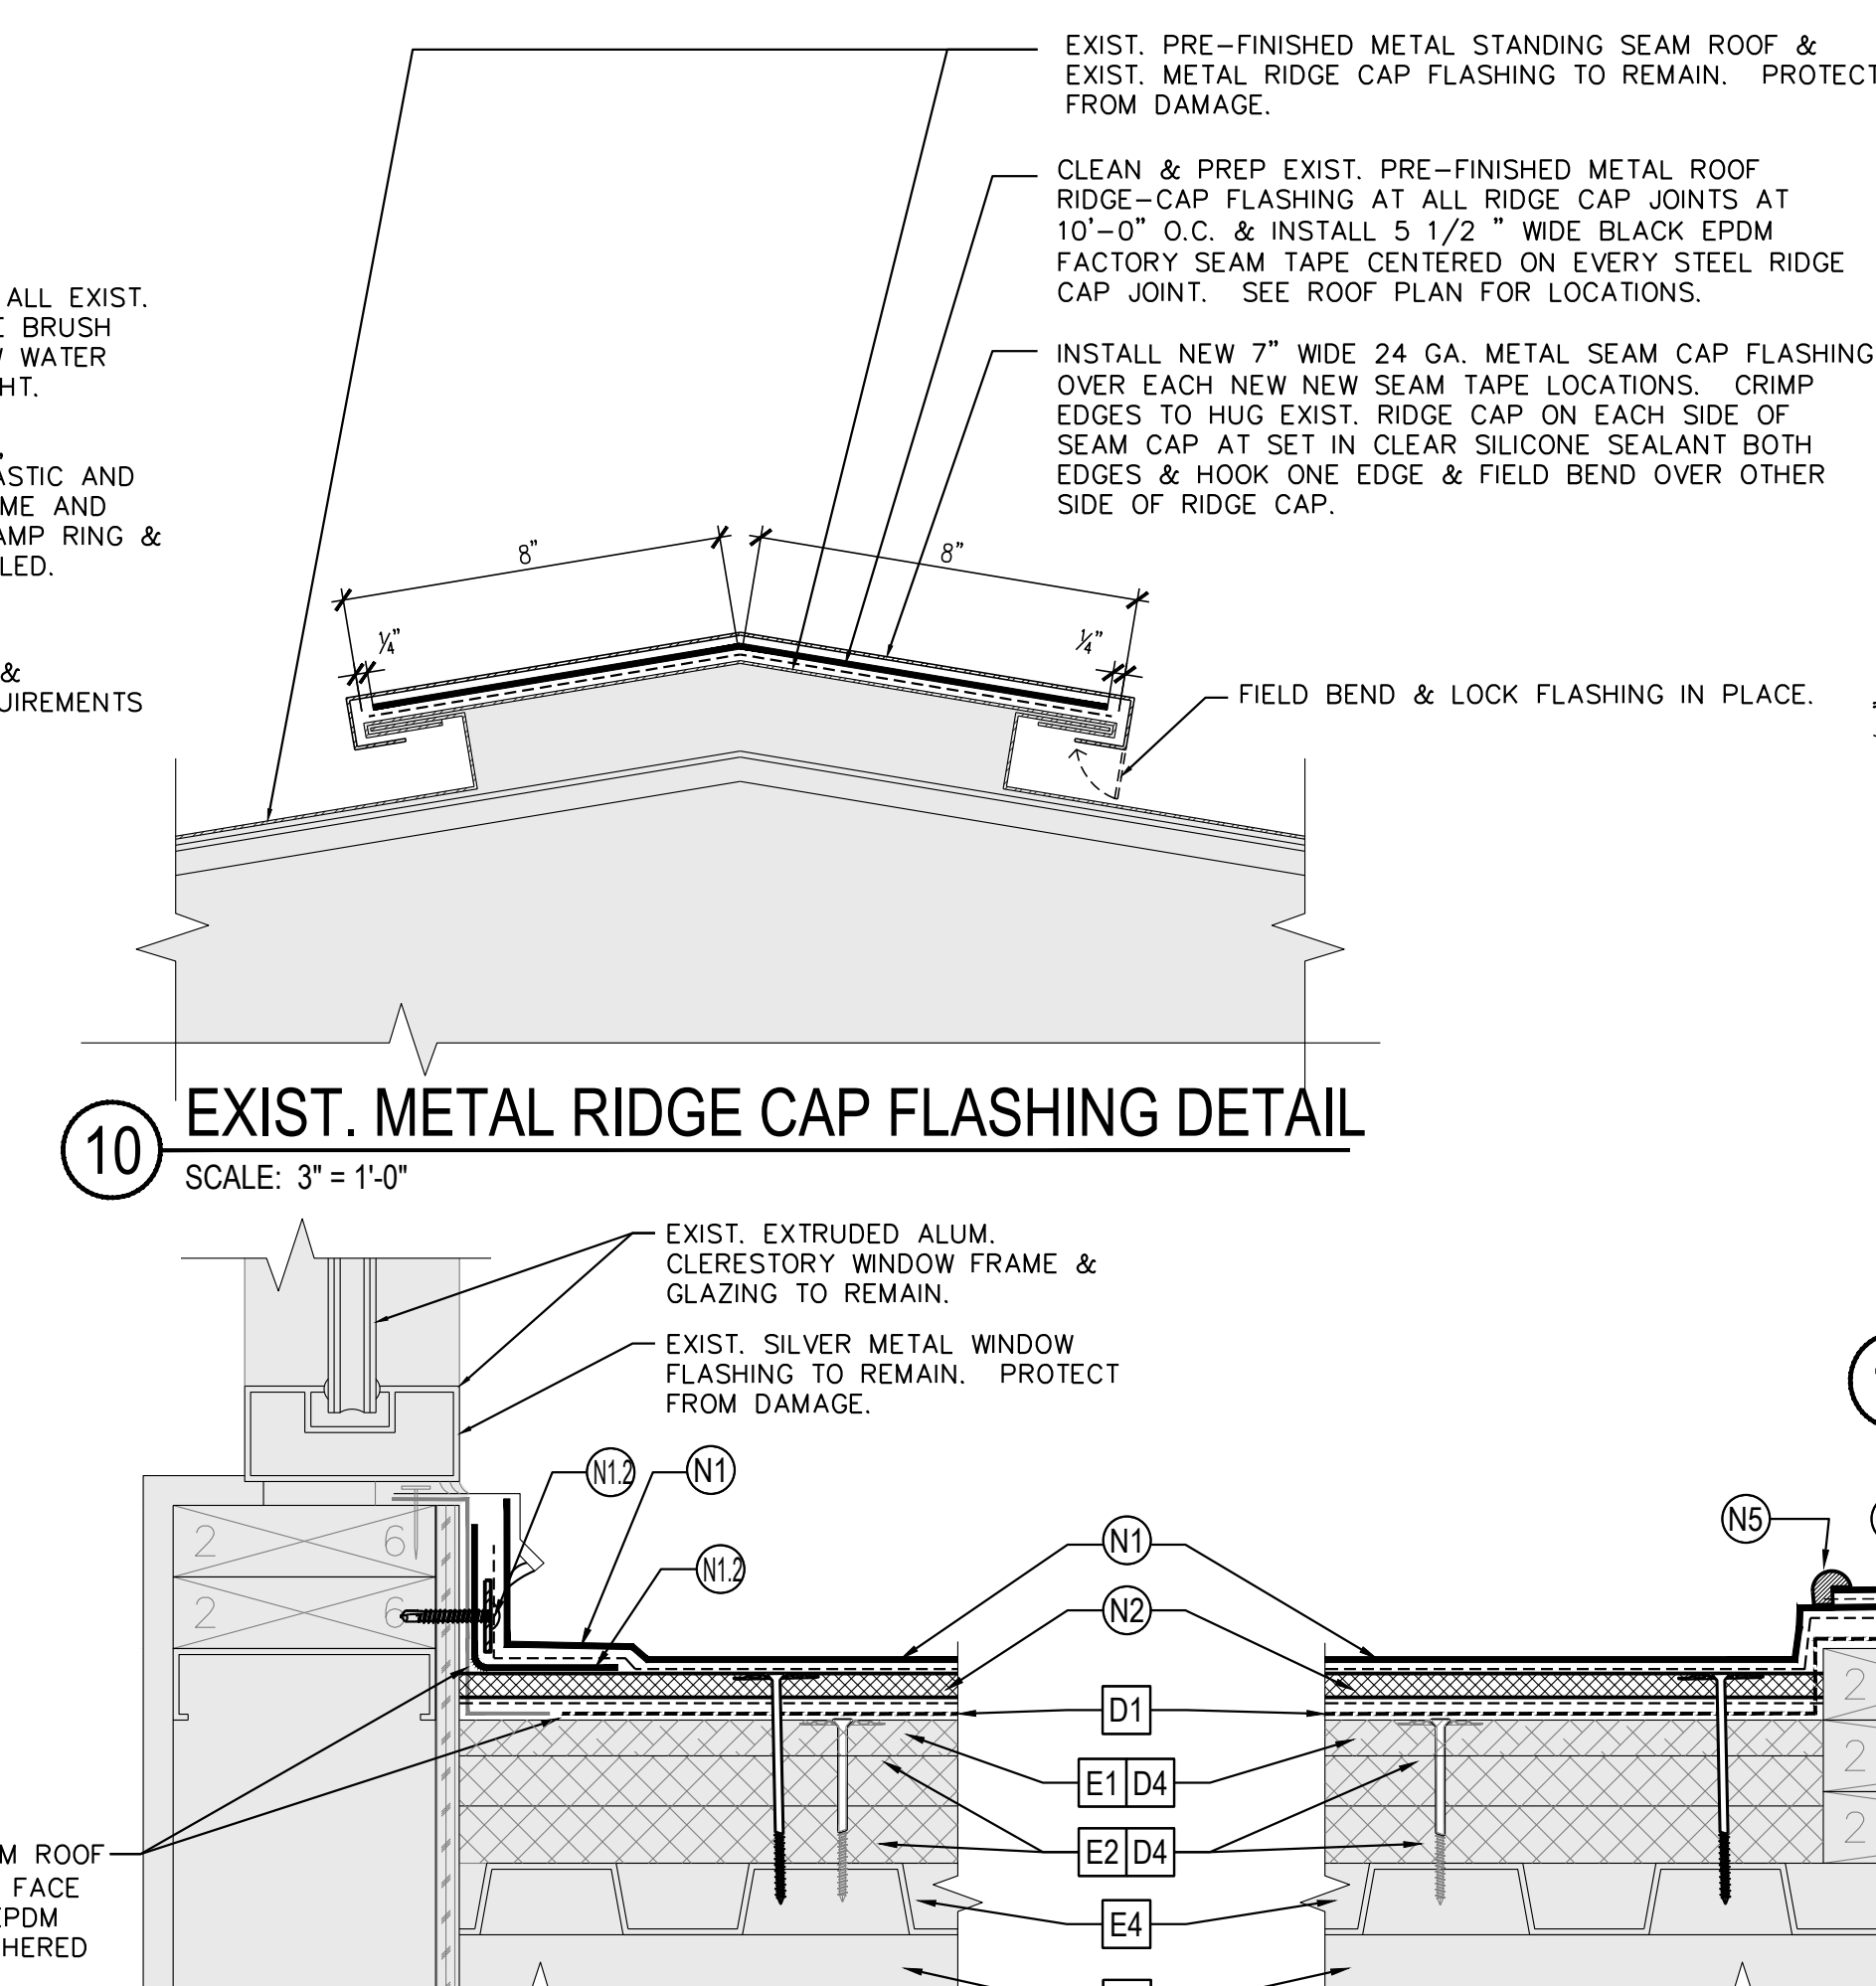 EXIST. PRE-FINISHED METAL STANDING SEAM ROOF &
EXIST. METAL RIDGE CAP FLASHING TO REMAIN. PROTECT
FROM DAMAGE.
CLEAN & PREP EXIST. PRE-FINISHED METAL ROOF
RIDGE-CAP FLASHING AT ALL RIDGE CAP JOINTS AT
10'-0" O.C. & INSTALL 5 1/2 " WIDE BLACK EPDM
FACTORY SEAM TAPE CENTERED ON EVERY STEEL RIDGE
CAP JOINT. SEE ROOF PLAN FOR LOCATIONS.
INSTALL NEW 7" WIDE 24 GA. METAL SEAM CAP FLASHING
OVER EACH NEW NEW SEAM TAPE LOCATIONS. CRIMP
EDGES TO HUG EXIST. RIDGE CAP ON EACH SIDE OF
SEAM CAP AT SET IN CLEAR SILICONE SEALANT BOTH
EDGES & HOOK ONE EDGE & FIELD BEND OVER OTHER
SIDE OF RIDGE CAP.
ALL EXIST.
BRUSH
WATER
AND
AND
RING &
&
8"
8"
¼"
¼"
FIELD BEND & LOCK FLASHING IN PLACE.
10
EXIST. METAL RIDGE CAP FLASHING DETAIL
SCALE: 3" = 1'-0"
EXIST. EXTRUDED ALUM.
CLERESTORY WINDOW FRAME &
GLAZING TO REMAIN.
EXIST. SILVER METAL WINDOW
FLASHING TO REMAIN. PROTECT
FROM DAMAGE.
N1.2
N1
N1.2
N1
N2
N5
D1
E1 D4
E2 D4
E4
2 6
2 6
2
2
2
ROOF
FACE
EPDM